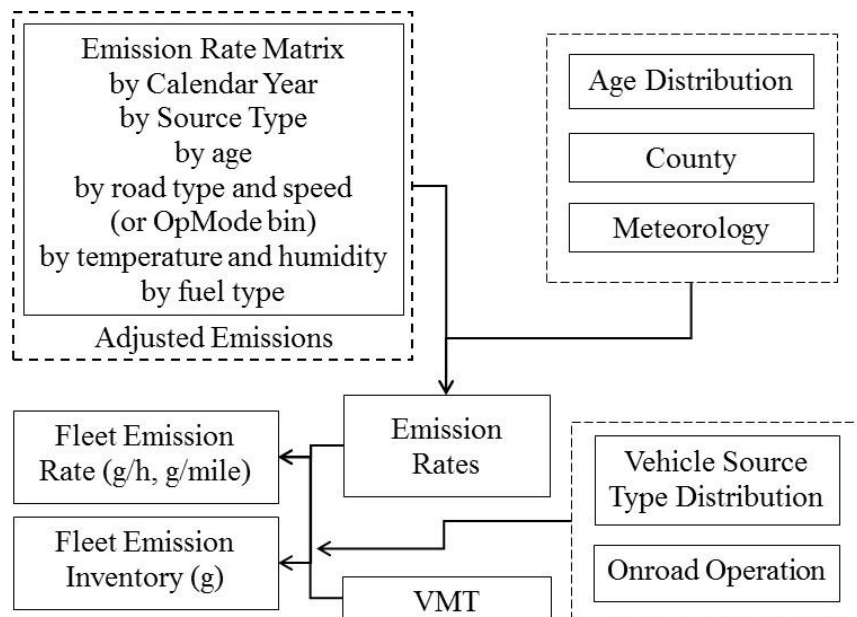 Emission Rate Matrix
by Calendar Year
by Source Type
by age
by road type and speed
(or OpMode bin)
by temperature and humidity
by fuel type
Adjusted Emissions
Age Distribution
County
Meteorology
Fleet Emission
Rate (g/h, g/mile)
Emission
Rates
Vehicle Source
Type Distribution
Fleet Emission
Inventory (g)
Onroad Operation
VMT